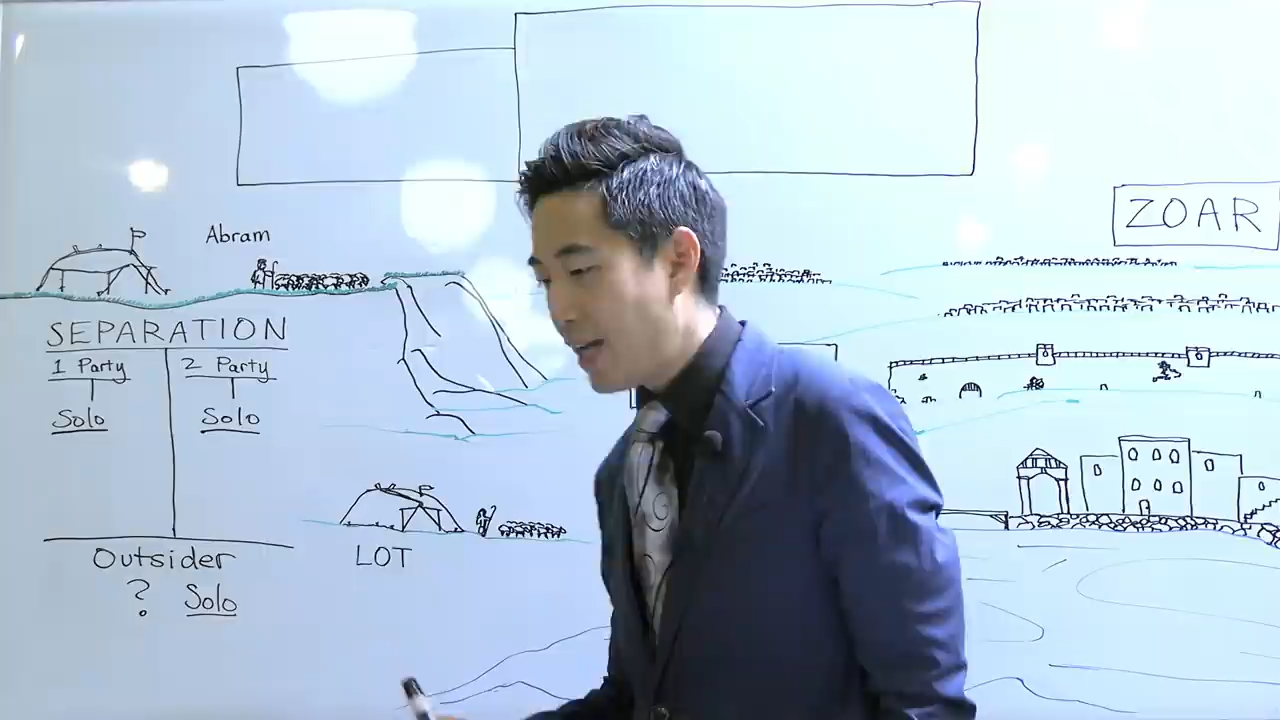 ZOAR
Abram
SEPARATION
1 Party
2 Party
Solo
Solo
Outsider
? Solo
LOT